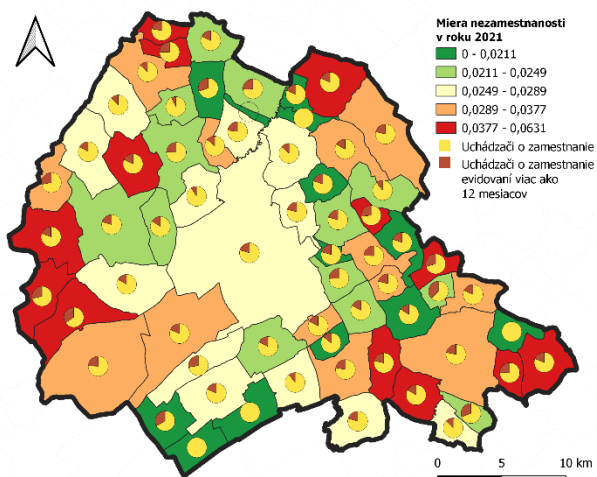 Miera nezamestnanosti
v roku 2021
0 - 0,0211
0,0211 - 0,0249
0,0249 - 0,0289
0,0289 - 0,0377
0,0377 - 0,0631
Uchádzači o zamestnanie
Uchádzači o zamestnanie
evidovaní viac ako
12 mesiacov
0 5 10 km